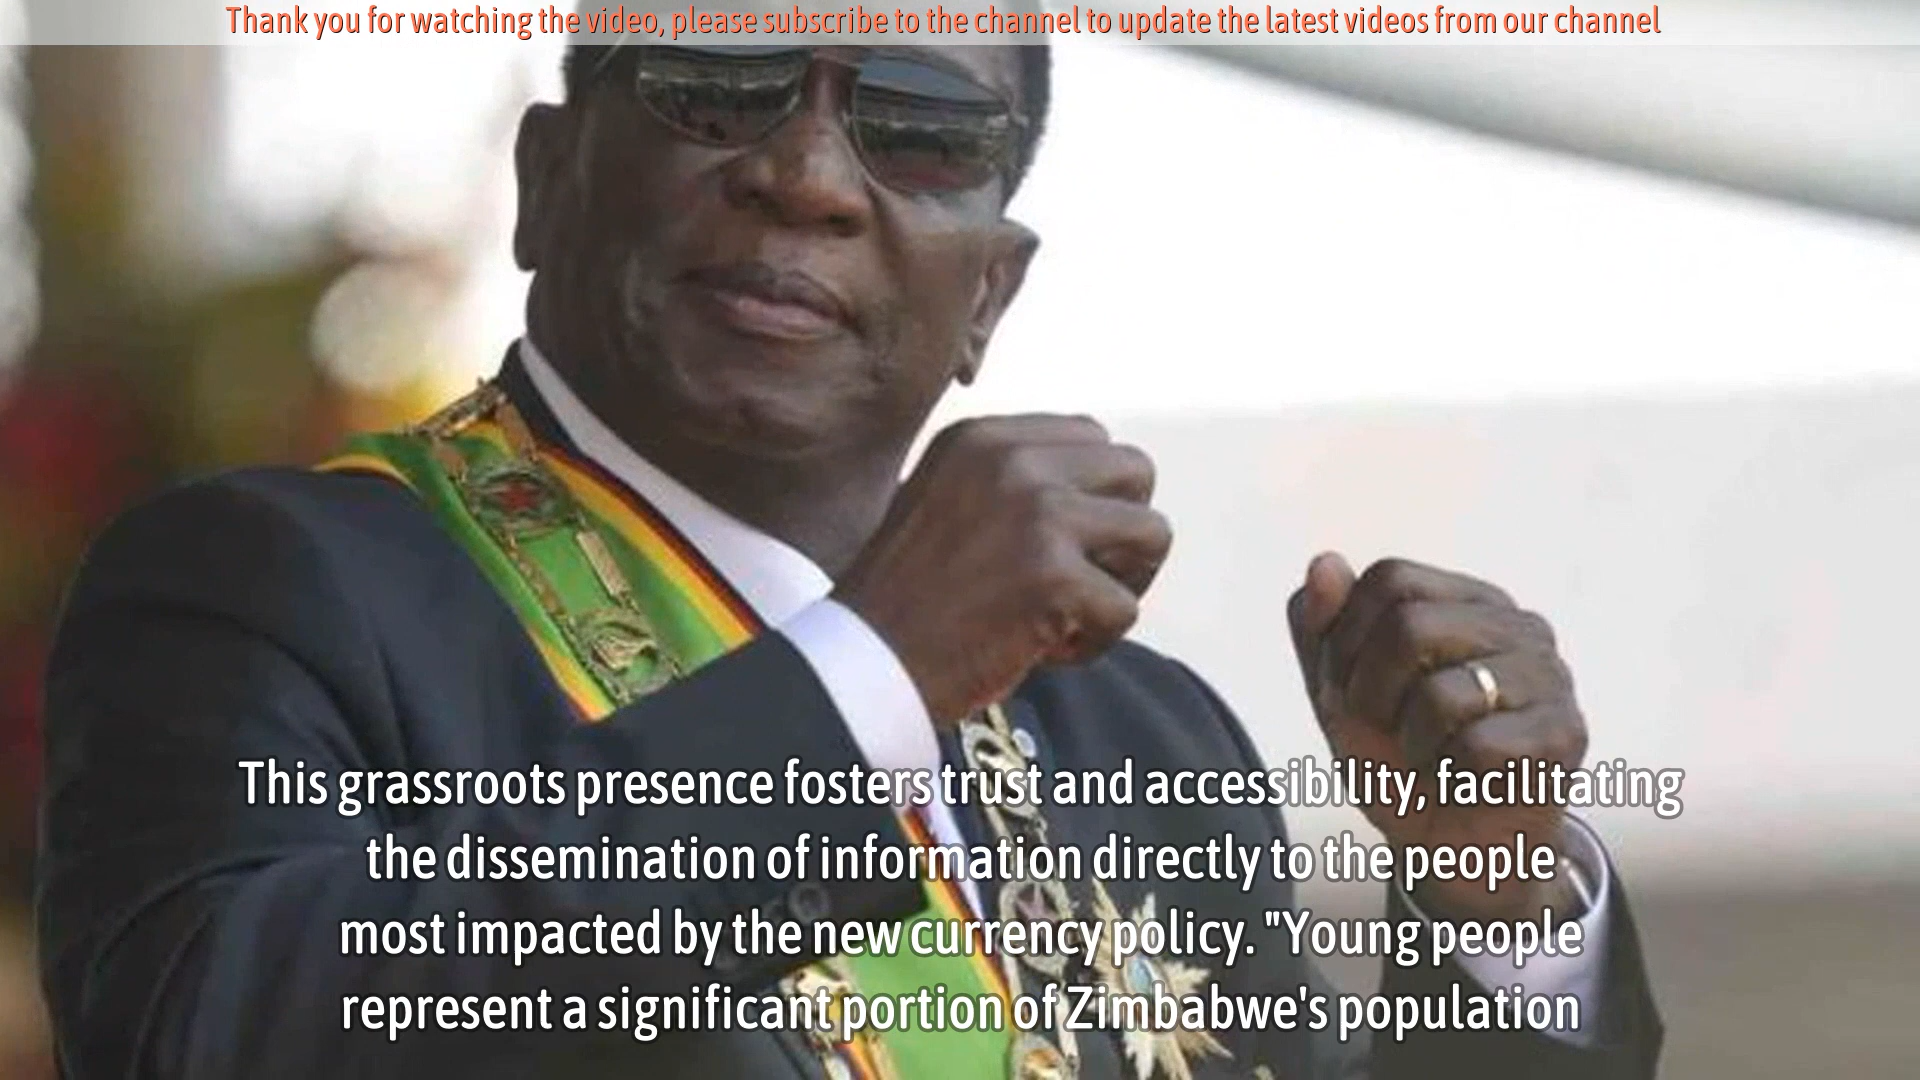 Thank you for watching the video, please subscribe to the channel to update the latest videos from our channel
This grassroots presence fosters trust and accessibility, facilitating
the dissemination of information directly to the people
most impacted by the new currency policy. "Young people
represent a significant portion of Zimbabwe's population